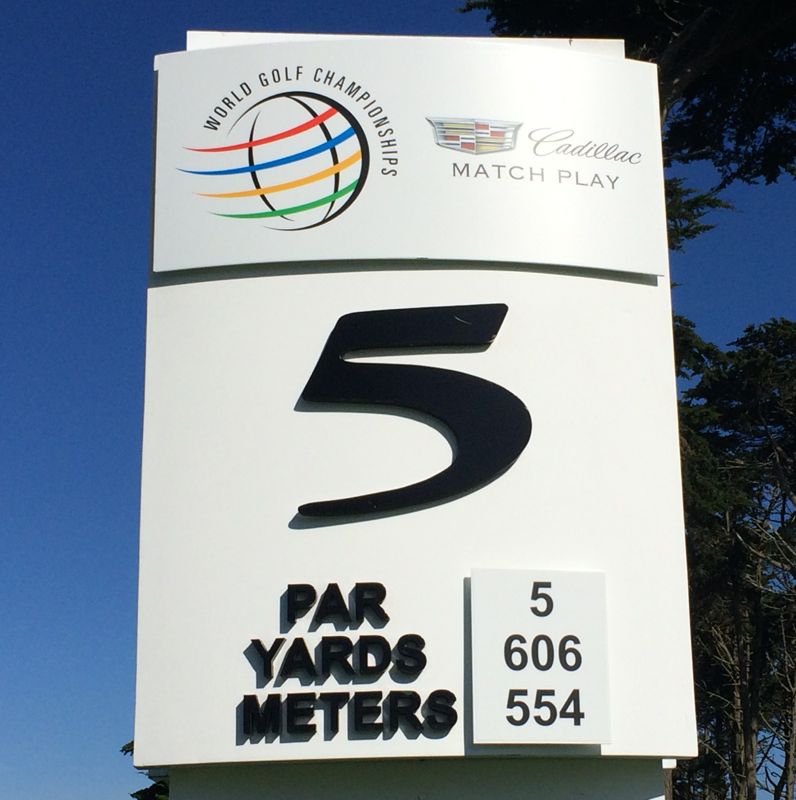 WORLD GOLF CHAMPIONSHIPS
Cadillac
MATCH PLAY
5
PAR 5
YARDS 606
METERS 554